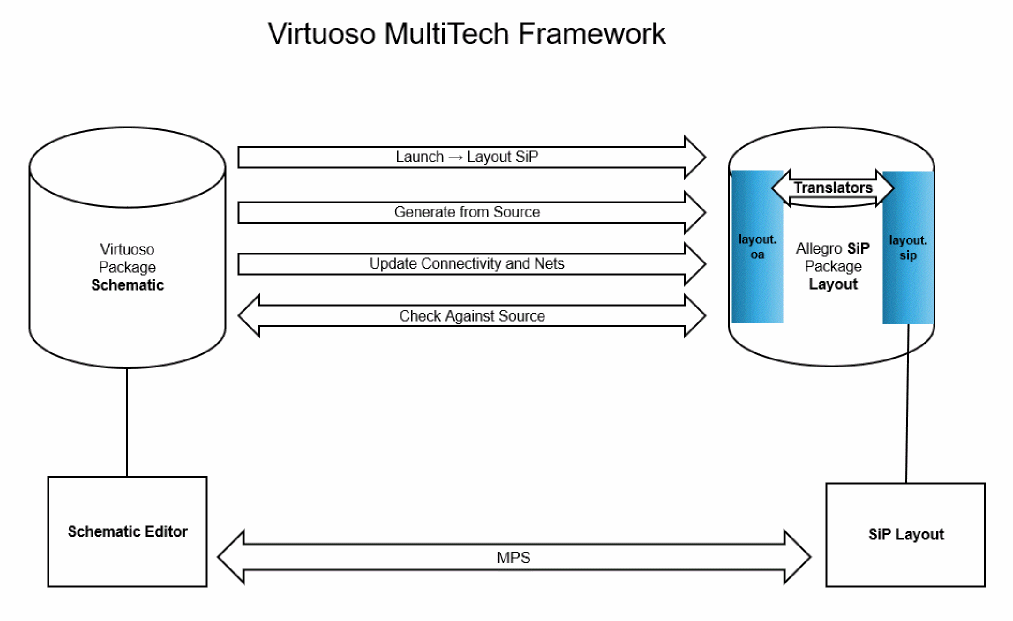 Virtuoso MultiTech Framework
Launch → Layout SiP
Translators
Generate from Source
layout.
oa
layout.
sip
Virtuoso
Package
Schematic
Allegro SiP
Package
Layout
Update Connectivity and Nets
Check Against Source
Schematic Editor
SiP Layout
MPS